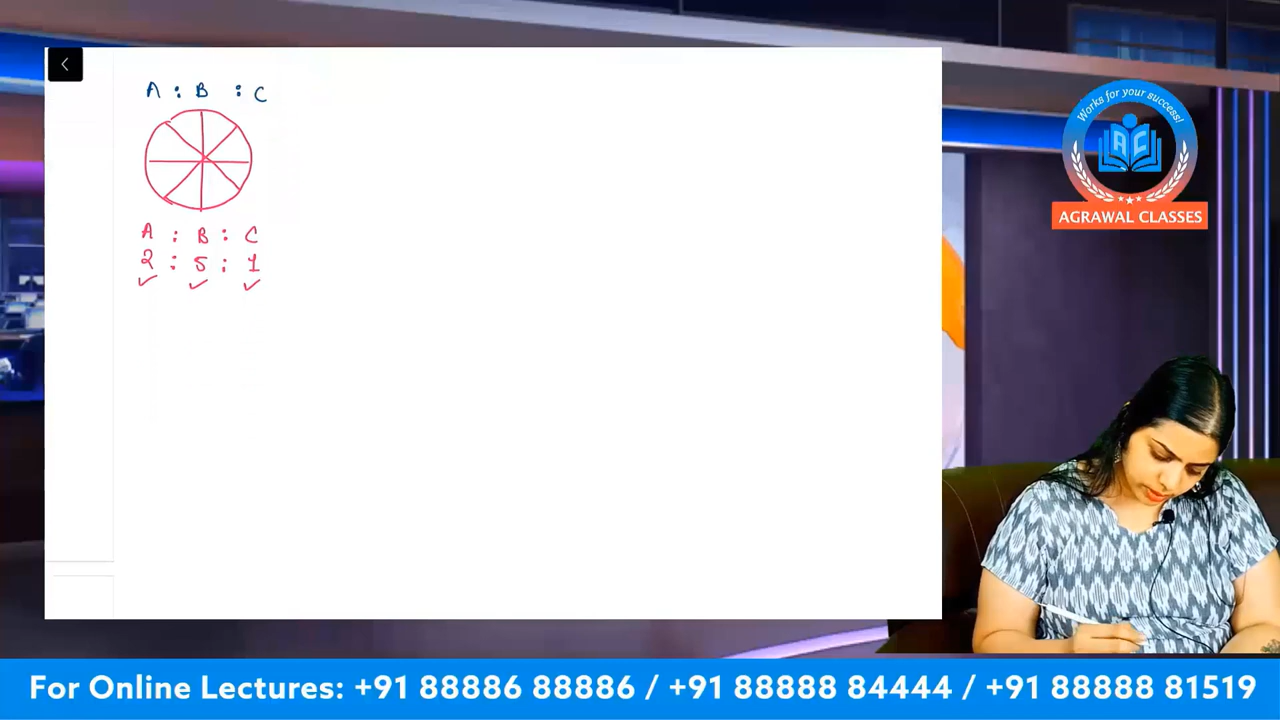 A : B : C
A : B : C
2 : 5 : 1
Works for your success!
AC
AGRAWAL CLASSES
For Online Lectures: +91 88886 88886 / +91 88888 84444 / +91 88888 81519